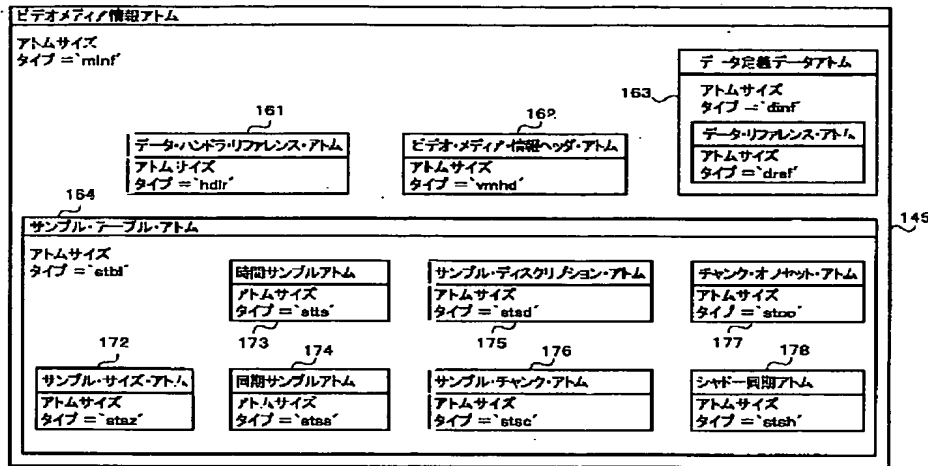 ビデオメディア情報アトム
アトムサイズ
タイプ=`minf'
データ定義データアトム
163
アトムサイズ
タイプ=`dinf'
データ・リファレンス・アトム
アトムサイズ
タイプ=`dref'
161
データ・ハンドラ・リファレンス・アトム
アトムサイズ
タイプ=`hdlr'
162
ビデオ・メディア・情報ヘッダ・アトム
アトムサイズ
タイプ=`vmhd'
164
145
サンプル・テーブル・アトム
アトムサイズ
タイプ=`stbl'
時間サンプルアトム
アトムサイズ
タイプ=`stts'
173
サンプル・ディスクリプション・アトム
アトムサイズ
タイプ=`stsd'
175
チャンク・オフセット・アトム
アトムサイズ
タイプ=`stco'
177
172
サンプル・サイズ・アトム
アトムサイズ
タイプ=`stsz'
174
同期サンプルアトム
アトムサイズ
タイプ=`stss'
176
サンプル・チャンク・アトム
アトムサイズ
タイプ=`stsc'
178
シャドー同期アトム
アトムサイズ
タイプ=`stsh'